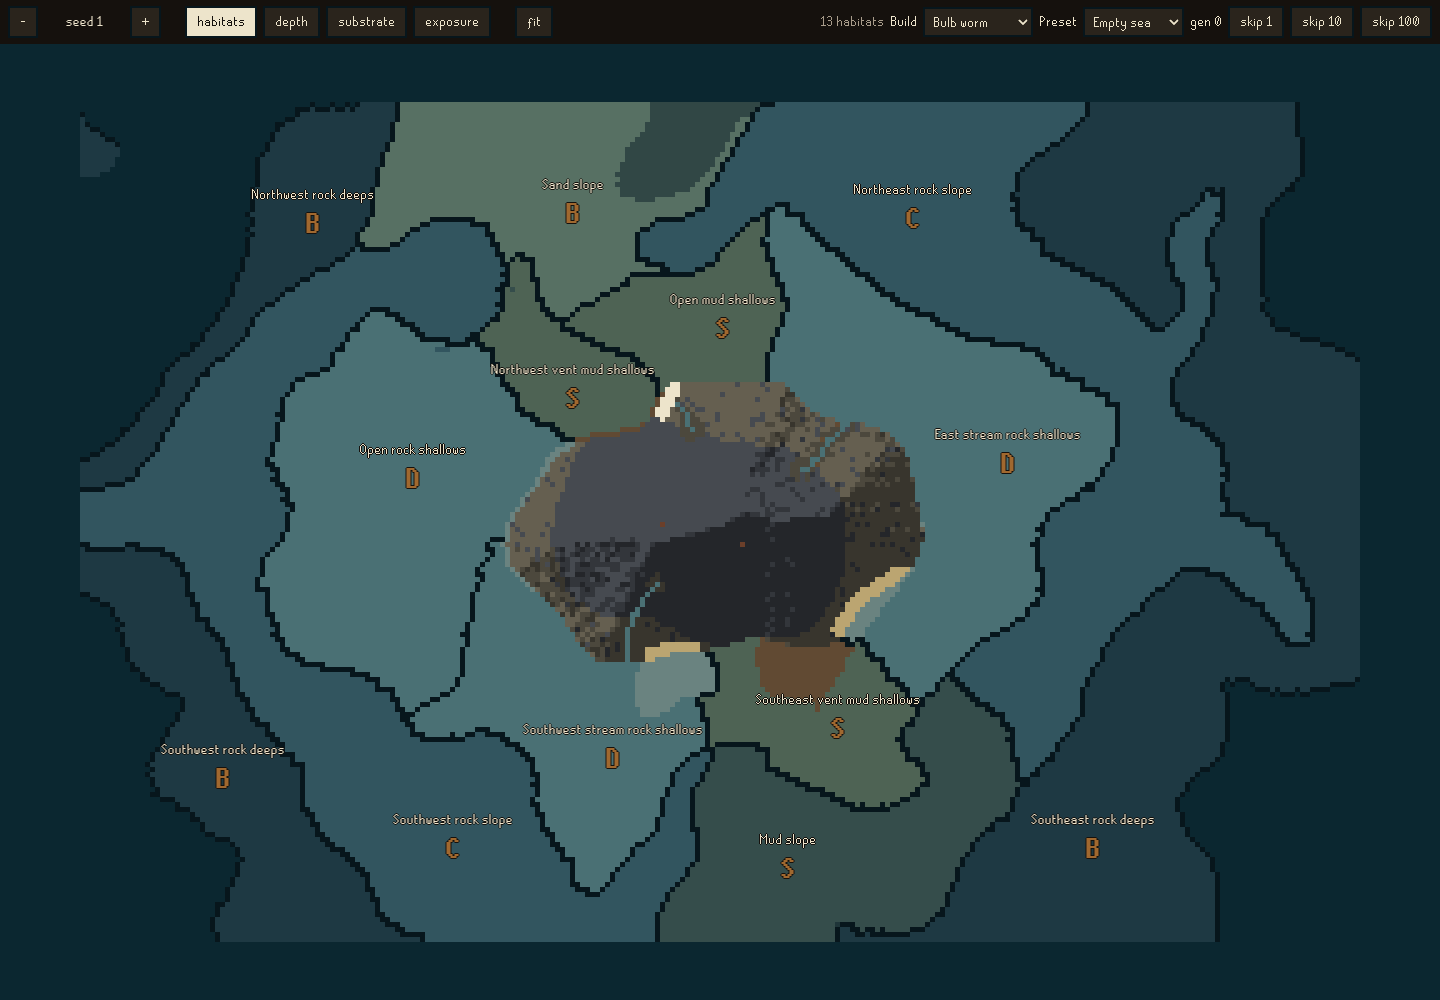 - seed 1 + habitats depth substrate exposure fit 13 habitats Build Bulb worm Preset Empty sea gen 0 skip 1 skip 10 skip 100
Sand slope
B
Northwest rock deeps
B
Northeast rock slope
C
Open mud shallows
S
Northwest vent mud shallows
S
East stream rock shallows
D
Open rock shallows
D
Southeast vent mud shallows
S
Southwest stream rock shallows
D
Southwest rock deeps
B
Southwest rock slope
C
Southeast rock deeps
B
Mud slope
S